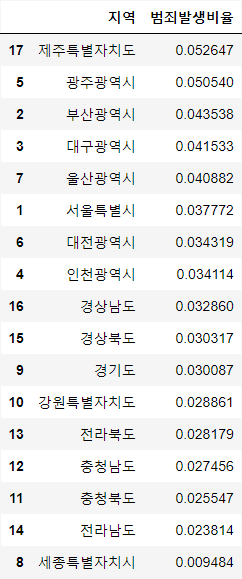 지역 범죄발생비율
17 제주특별자치도 0.052647
5 광주광역시 0.050540
2 부산광역시 0.043538
3 대구광역시 0.041533
7 울산광역시 0.040882
1 서울특별시 0.037772
6 대전광역시 0.034319
4 인천광역시 0.034114
16 경상남도 0.032860
15 경상북도 0.030317
9 경기도 0.030087
10 강원특별자치도 0.028861
13 전라북도 0.028179
12 충청남도 0.027456
11 충청북도 0.025547
14 전라남도 0.023814
8 세종특별자치시 0.009484